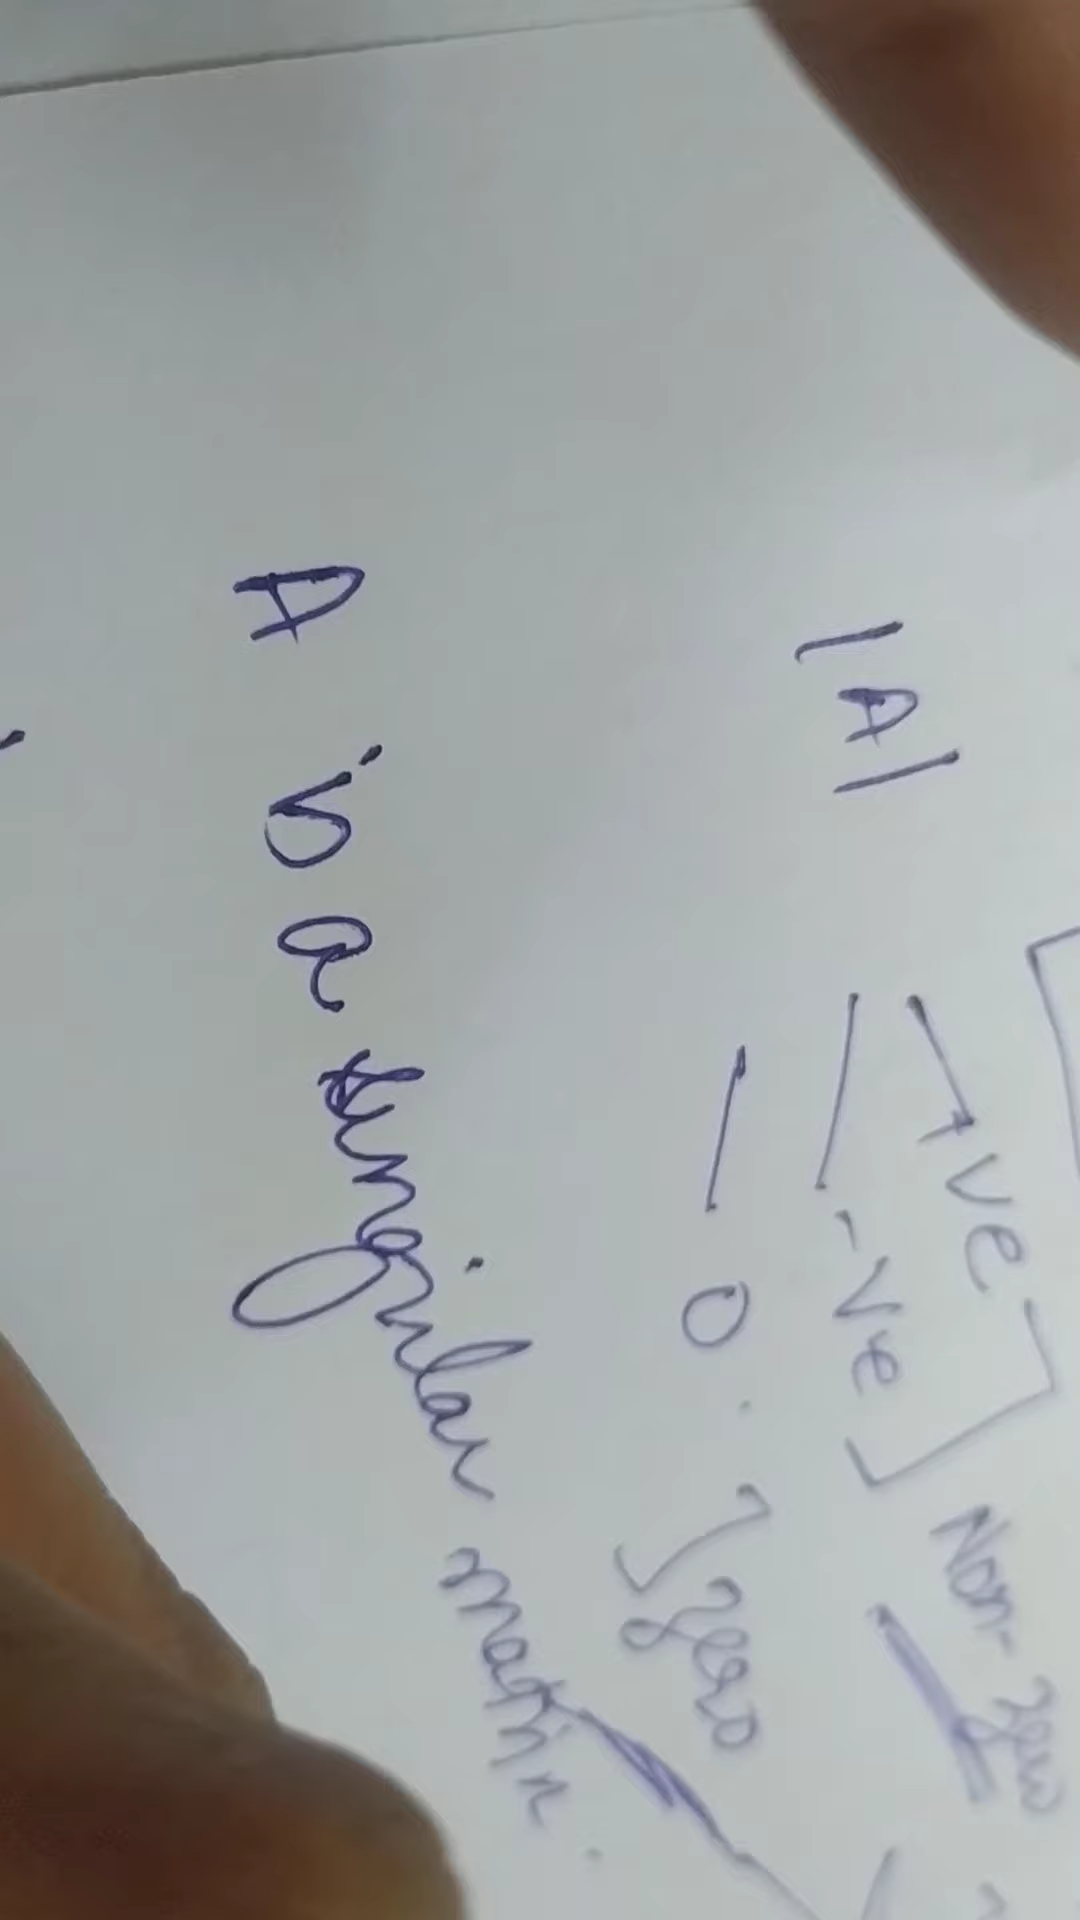 +ve
|A| -ve Non-zero
0 zero
A is a singular matrix.